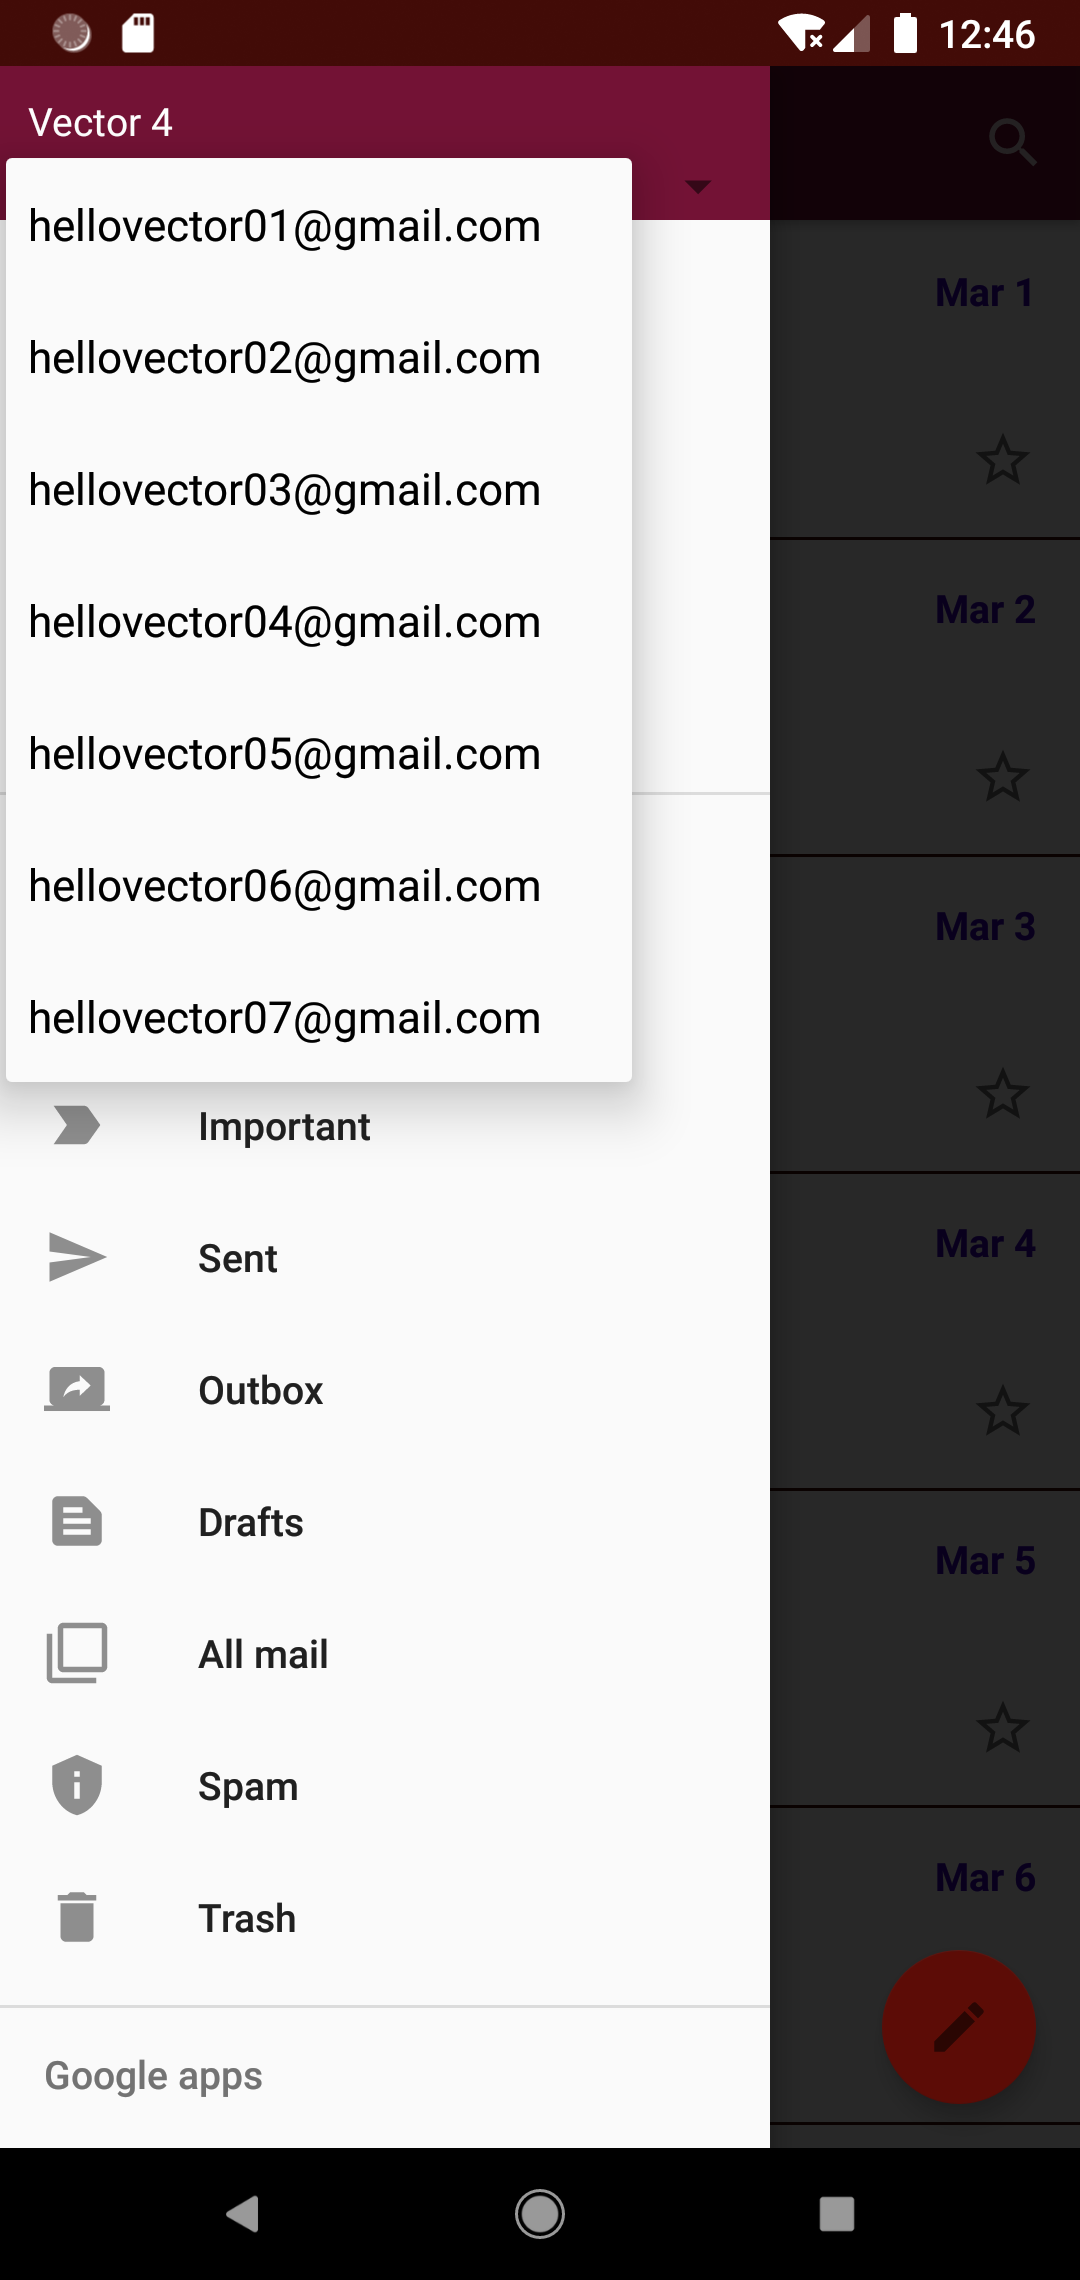 12:46
Vector 4
hellovector01@gmail.com
hellovector02@gmail.com
hellovector03@gmail.com
hellovector04@gmail.com
hellovector05@gmail.com
hellovector06@gmail.com
hellovector07@gmail.com
Important
Sent
Outbox
Drafts
All mail
Spam
Trash
Google apps
Mar 1
Mar 2
Mar 3
Mar 4
Mar 5
Mar 6